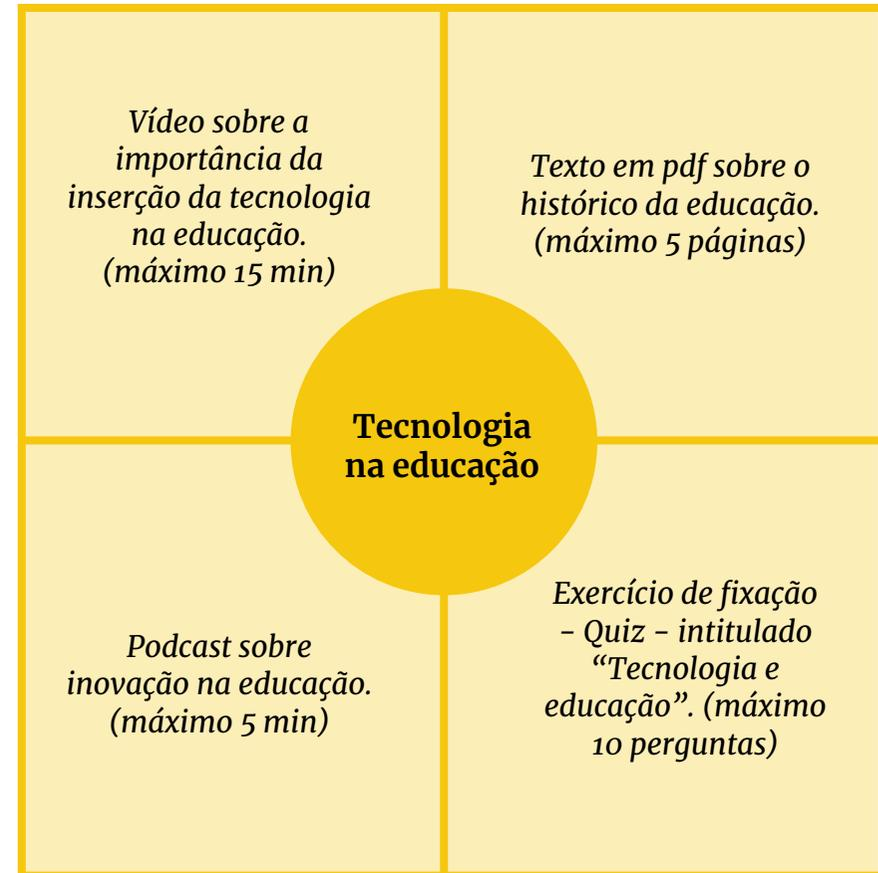 Vídeo sobre a
importância da
inserção da tecnologia
na educação.
(máximo 15 min)
Texto em pdf sobre o
histórico da educação.
(máximo 5 páginas)
Tecnologia
na educação
Podcast sobre
inovação na educação.
(máximo 5 min)
Exercício de fixação
– Quiz – intitulado
“Tecnologia e
educação”. (máximo
10 perguntas)